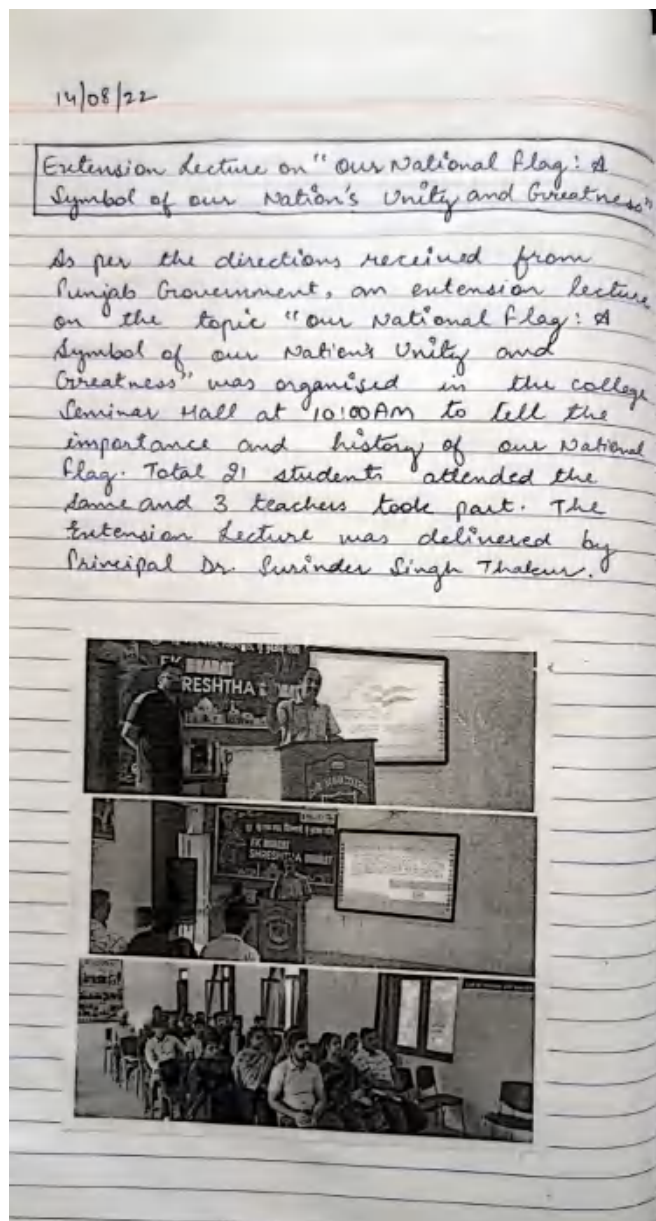 14/08/22
Extension Lecture on "Our National Flag: A
Symbol of our Nation's Unity and Greatness"
As per the directions received from
Punjab Government, an extension lecture
on the topic "Our National Flag: A
Symbol of our Nation's Unity and
Greatness" was organised in the college
Seminar Hall at 10:00AM to tell the
importance and history of our National
Flag. Total 21 students attended the
same and 3 teachers took part. The
Extension Lecture was delivered by
Principal Dr. Surinder Singh Thakur.
EK BHARAT
RESHTHA
EK BHARAT
SHRESHTHA BHARAT